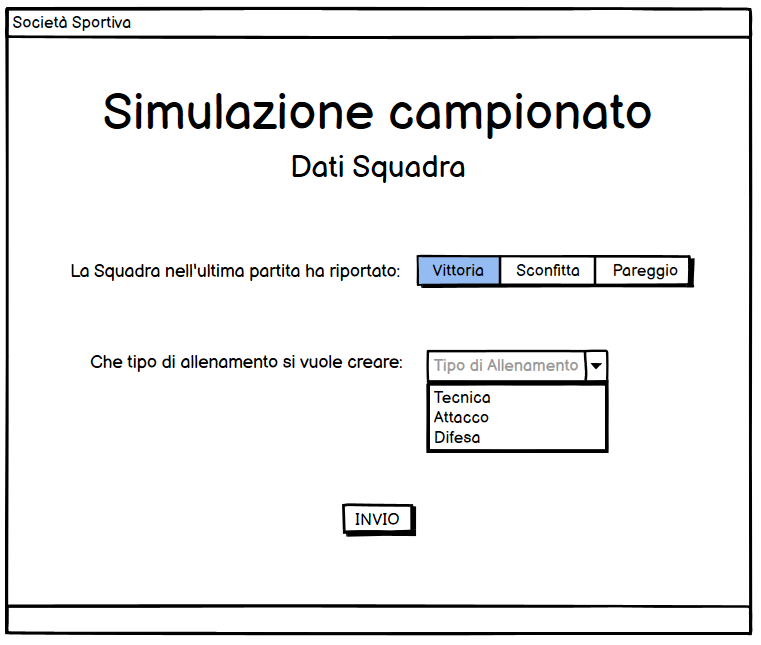 Società Sportiva
Simulazione campionato
Dati Squadra
La Squadra nell'ultima partita ha riportato: Vittoria Sconfitta Pareggio
Che tipo di allenamento si vuole creare: Tipo di Allenamento
Tecnica
Attacco
Difesa
INVIO